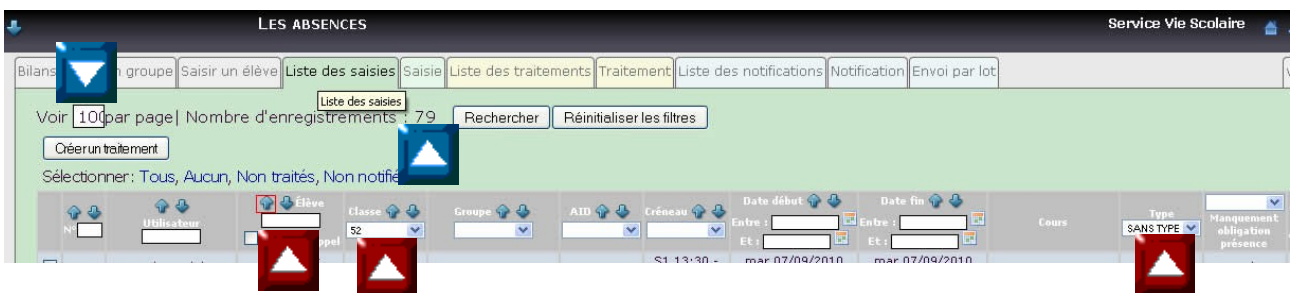 LES ABSENCES
Service Vie Scolaire
Bilans groupe Saisir un élève Liste des saisies Saisie Liste des traitements Traitement Liste des notifications Notification Envoi par lot
Liste des saisies
Voir 100 par page| Nombre d'enregistrements : 79 Rechercher Réinitialiser les filtres
Créer un traitement
Sélectionner: Tous, Aucun, Non traités, Non notifié
N° Utilisateur Élève Classe Groupe AID Créneau Date début Date fin Cours Type Manquement obligation présence
52 Entre : Entre : SANS TYPE
Et : Et :
S1 13:30 - mar 07/09/2010 mar 07/09/2010